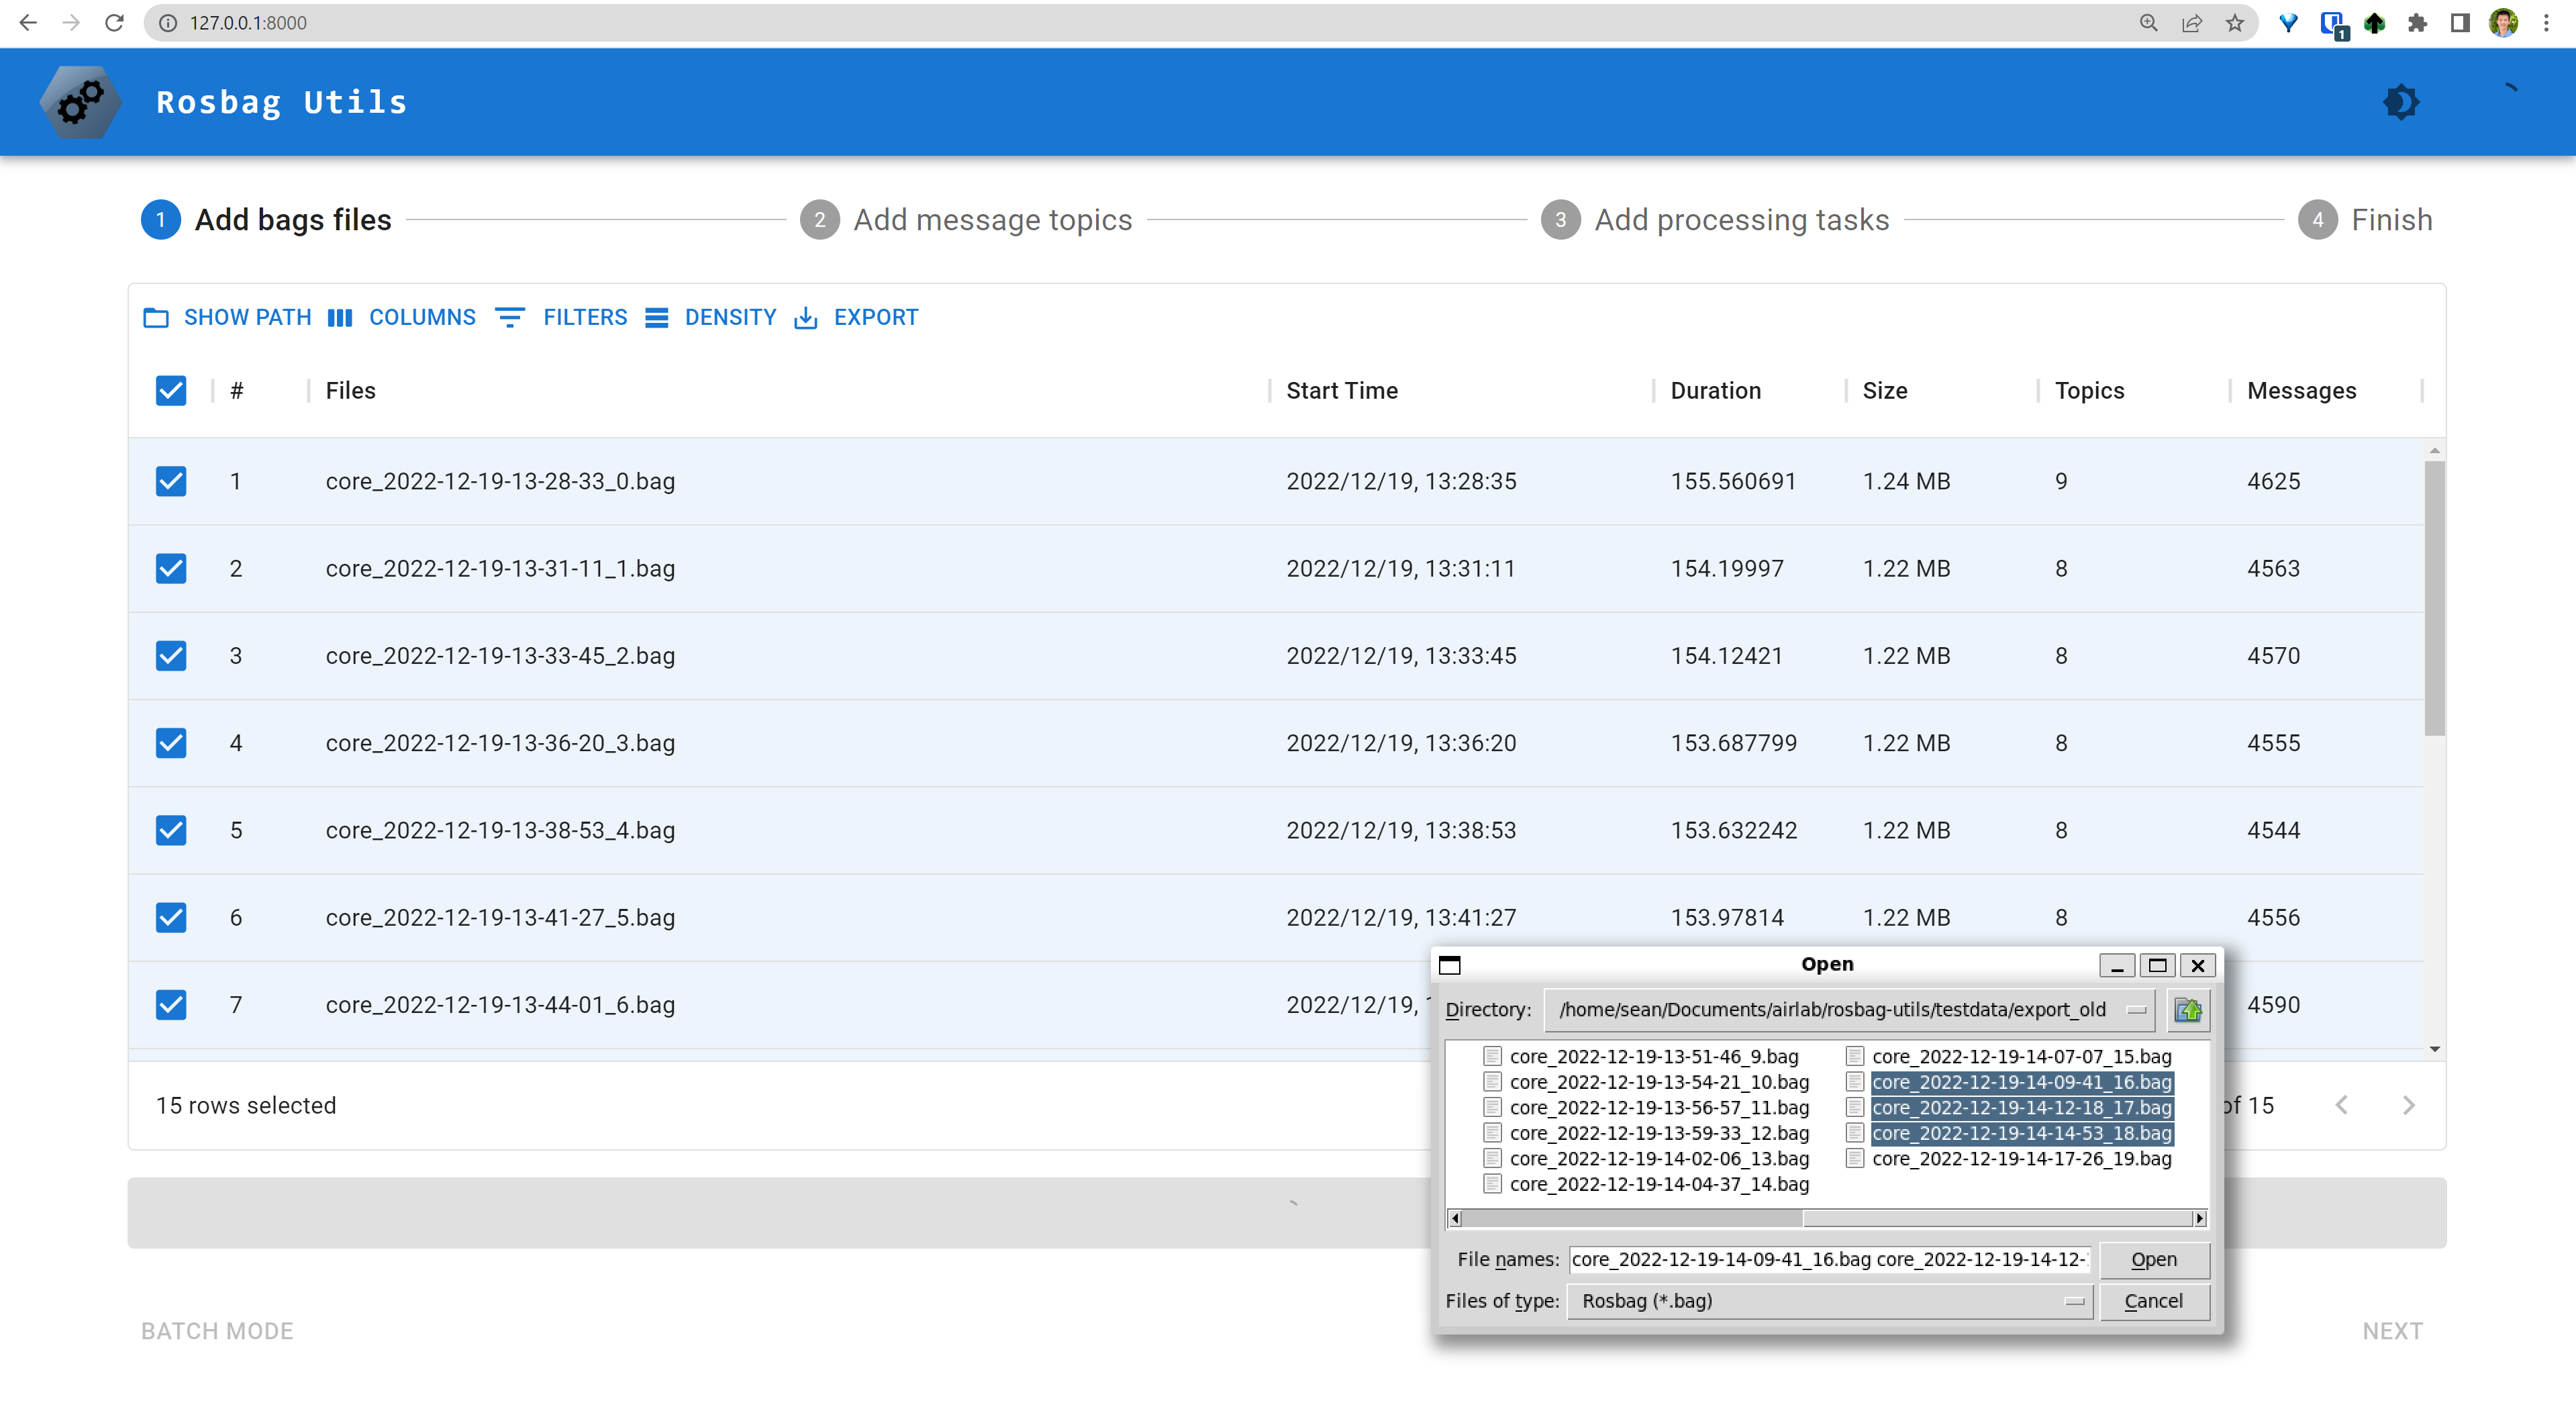 127.0.0.1:8000
1
Rosbag Utils
1 Add bags files 2 Add message topics 3 Add processing tasks 4 Finish
SHOW PATH COLUMNS FILTERS DENSITY EXPORT
# Files Start Time Duration Size Topics Messages
1 core_2022-12-19-13-28-33_0.bag 2022/12/19, 13:28:35 155.560691 1.24 MB 9 4625
2 core_2022-12-19-13-31-11_1.bag 2022/12/19, 13:31:11 154.19997 1.22 MB 8 4563
3 core_2022-12-19-13-33-45_2.bag 2022/12/19, 13:33:45 154.12421 1.22 MB 8 4570
4 core_2022-12-19-13-36-20_3.bag 2022/12/19, 13:36:20 153.687799 1.22 MB 8 4555
5 core_2022-12-19-13-38-53_4.bag 2022/12/19, 13:38:53 153.632242 1.22 MB 8 4544
6 core_2022-12-19-13-41-27_5.bag 2022/12/19, 13:41:27 153.97814 1.22 MB 8 4556
7 core_2022-12-19-13-44-01_6.bag 2022/12/19, 4590
15 rows selected of 15
Open
Directory: /home/sean/Documents/airlab/rosbag-utils/testdata/export_old
core_2022-12-19-13-51-46_9.bag
core_2022-12-19-13-54-21_10.bag
core_2022-12-19-13-56-57_11.bag
core_2022-12-19-13-59-33_12.bag
core_2022-12-19-14-02-06_13.bag
core_2022-12-19-14-04-37_14.bag
core_2022-12-19-14-07-07_15.bag
core_2022-12-19-14-09-41_16.bag
core_2022-12-19-14-12-18_17.bag
core_2022-12-19-14-14-53_18.bag
core_2022-12-19-14-17-26_19.bag
File names: core_2022-12-19-14-09-41_16.bag core_2022-12-19-14-12- Open
Files of type: Rosbag (*.bag) Cancel
BATCH MODE NEXT